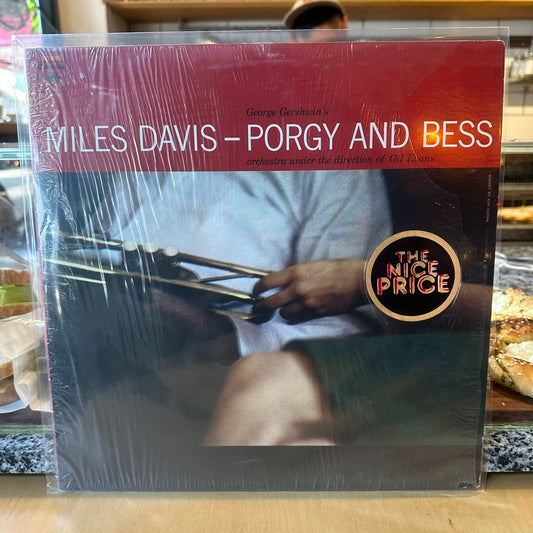 George Gershwin's
MILES DAVIS – PORGY AND BESS
orchestra under the direction of Gil Evans
THE
NICE
PRICE